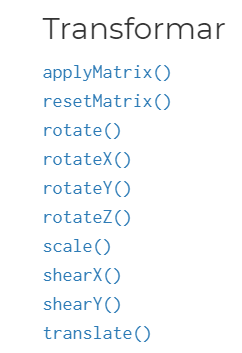 Transformar
applyMatrix()
resetMatrix()
rotate()
rotateX()
rotateY()
rotateZ()
scale()
shearX()
shearY()
translate()